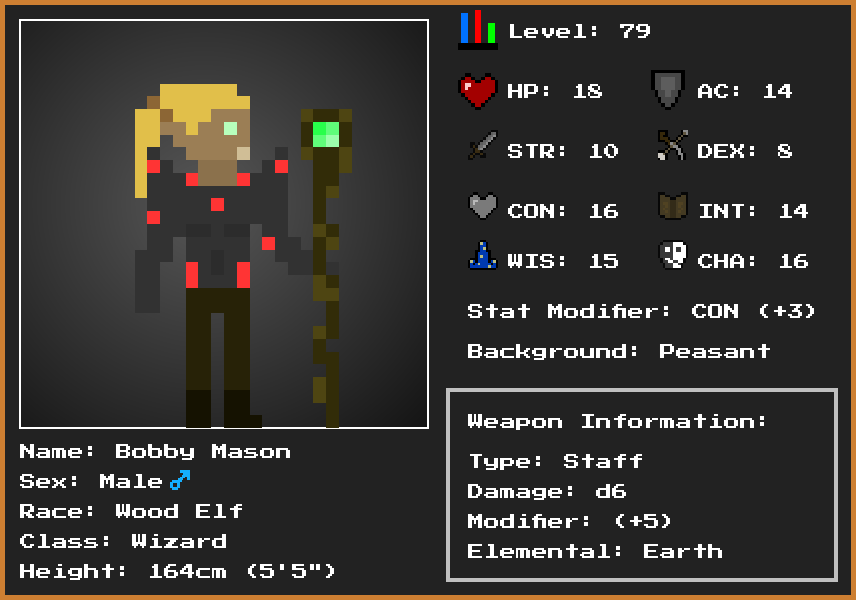 Level: 79
HP: 18
AC: 14
STR: 10
DEX: 8
CON: 16
INT: 14
WIS: 15
CHA: 16
Stat Modifier: CON (+3)
Background: Peasant
Weapon Information:
Type: Staff
Damage: d6
Modifier: (+5)
Elemental: Earth
Name: Bobby Mason
Sex: Male♂
Race: Wood Elf
Class: Wizard
Height: 164cm (5'5")